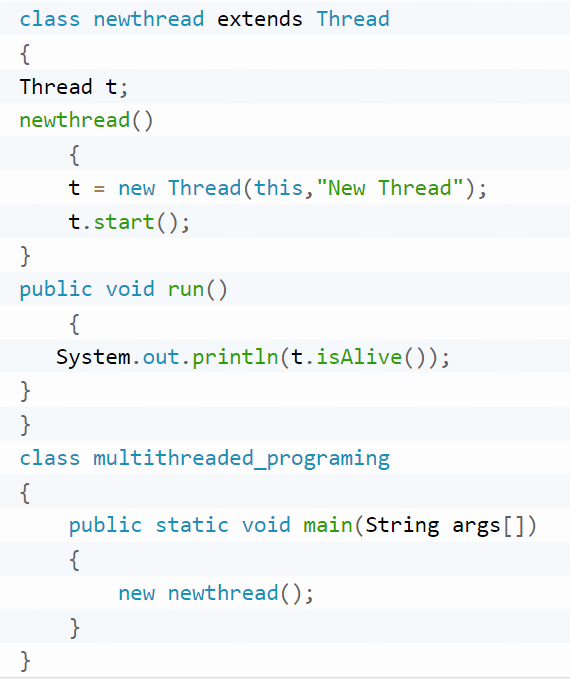 class newthread extends Thread
{
Thread t;
newthread()
    {
    t = new Thread(this,"New Thread");
    t.start();
}
public void run()
    {
   System.out.println(t.isAlive());
}
}
class multithreaded_programing
{
    public static void main(String args[])
    {
        new newthread();
    }
}